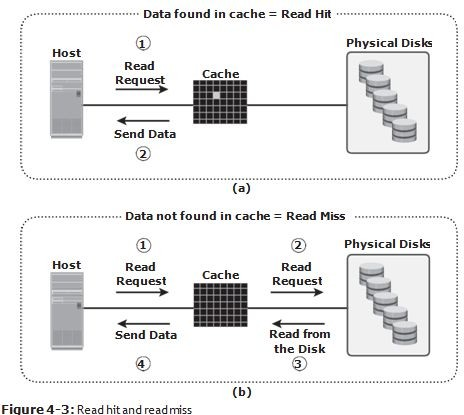 Data found in cache = Read Hit
Host
①
Read
Request
Cache
Physical Disks
Send Data
②
(a)
Data not found in cache = Read Miss
Host
①
Read
Request
Cache
②
Read
Request
Physical Disks
Send Data
④
Read from
the Disk
③
(b)
Figure 4-3: Read hit and read miss